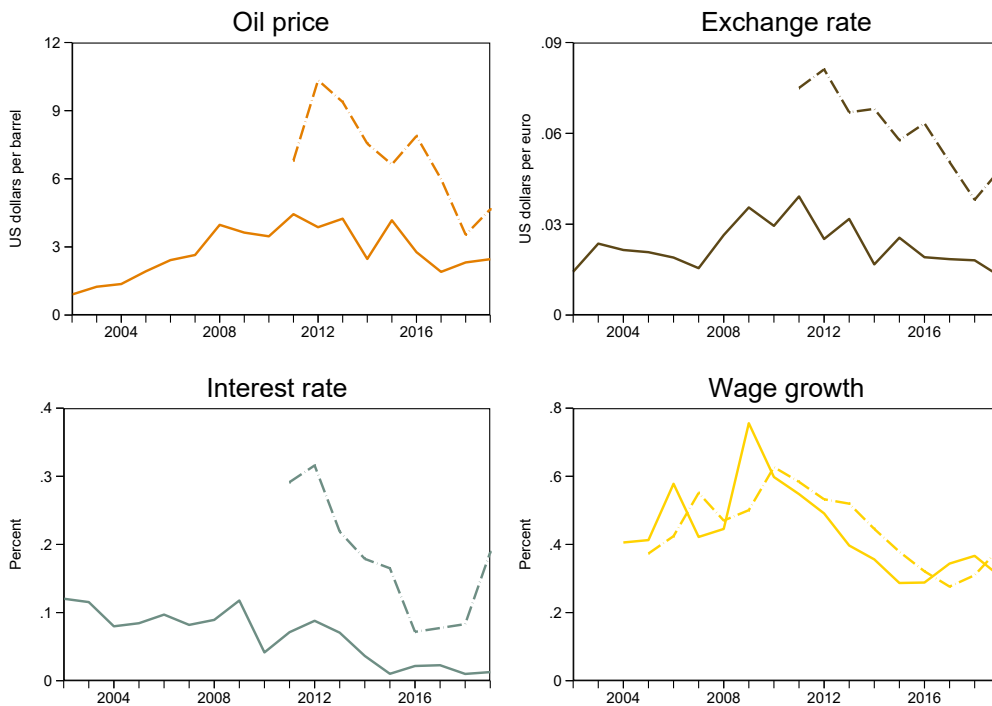 Oil price
US dollars per barrel
12
9
6
3
0
2004 2008 2012 2016
Exchange rate
US dollars per euro
.09
.06
.03
0
2004 2008 2012 2016
Interest rate
Percent
.4
.3
.2
.1
0
2004 2008 2012 2016
Wage growth
Percent
.8
.6
.4
.2
0
2004 2008 2012 2016